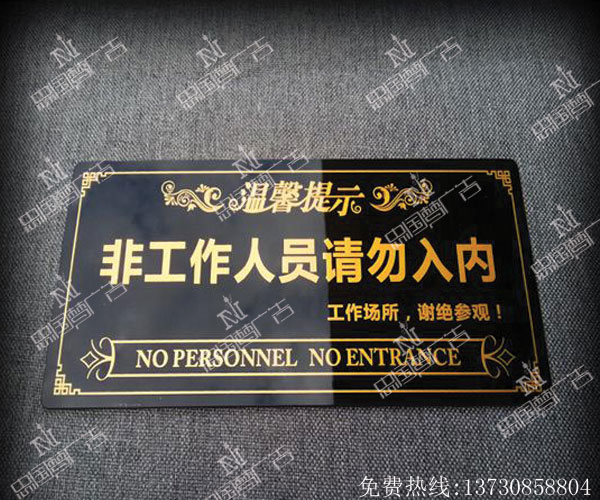 温馨提示
非工作人员请勿入内
工作场所，谢绝参观！
NO PERSONNEL NO ENTRANCE
免费热线:13730858804